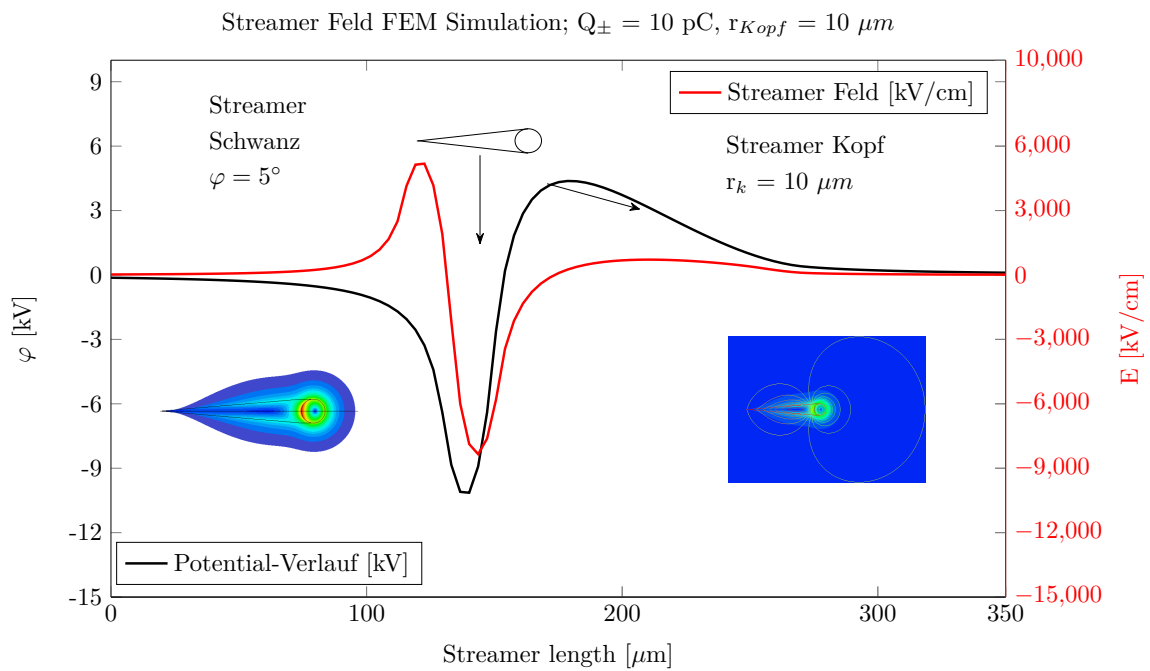 Streamer Feld FEM Simulation; Q± = 10 pC, r_Kopf = 10 μm
Streamer Feld [kV/cm]
Streamer
Schwanz
φ = 5°
Streamer Kopf
r_k = 10 μm
Potential-Verlauf [kV]
9
6
3
0
-3
-6
-9
-12
-15
φ [kV]
10,000
6,000
3,000
0
−3,000
−6,000
−9,000
−12,000
−15,000
E [kV/cm]
0 100 200 300 350
Streamer length [μm]